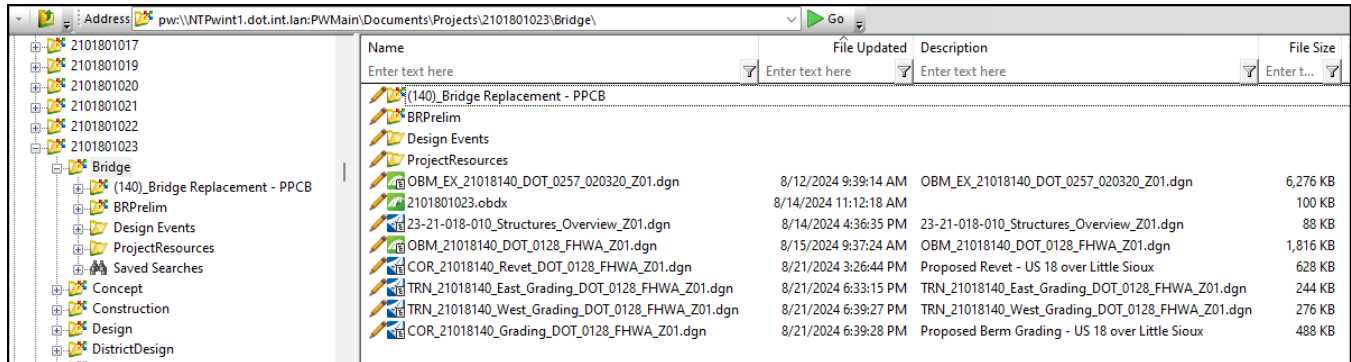 Address pw:\\NTPwint1.dot.int.lan:PWMain\Documents\Projects\2101801023\Bridge\ Go
2101801017
2101801019
2101801020
2101801021
2101801022
2101801023
Bridge
(140)_Bridge Replacement - PPCB
BRPrelim
Design Events
ProjectResources
Saved Searches
Concept
Construction
Design
DistrictDesign
Name File Updated Description File Size
Enter text here Enter text here Enter text here Enter t...
(140)_Bridge Replacement - PPCB
BRPrelim
Design Events
ProjectResources
OBM_EX_21018140_DOT_0257_020320_Z01.dgn 8/12/2024 9:39:14 AM OBM_EX_21018140_DOT_0257_020320_Z01.dgn 6,276 KB
2101801023.obdx 8/14/2024 11:12:18 AM 100 KB
23-21-018-010_Structures_Overview_Z01.dgn 8/14/2024 4:36:35 PM 23-21-018-010_Structures_Overview_Z01.dgn 88 KB
OBM_21018140_DOT_0128_FHWA_Z01.dgn 8/15/2024 9:37:24 AM OBM_21018140_DOT_0128_FHWA_Z01.dgn 1,816 KB
COR_21018140_Revet_DOT_0128_FHWA_Z01.dgn 8/21/2024 3:26:44 PM Proposed Revet - US 18 over Little Sioux 628 KB
TRN_21018140_East_Grading_DOT_0128_FHWA_Z01.dgn 8/21/2024 6:33:15 PM TRN_21018140_East_Grading_DOT_0128_FHWA_Z01.dgn 244 KB
TRN_21018140_West_Grading_DOT_0128_FHWA_Z01.dgn 8/21/2024 6:39:27 PM TRN_21018140_West_Grading_DOT_0128_FHWA_Z01.dgn 276 KB
COR_21018140_Grading_DOT_0128_FHWA_Z01.dgn 8/21/2024 6:39:28 PM Proposed Berm Grading - US 18 over Little Sioux 488 KB